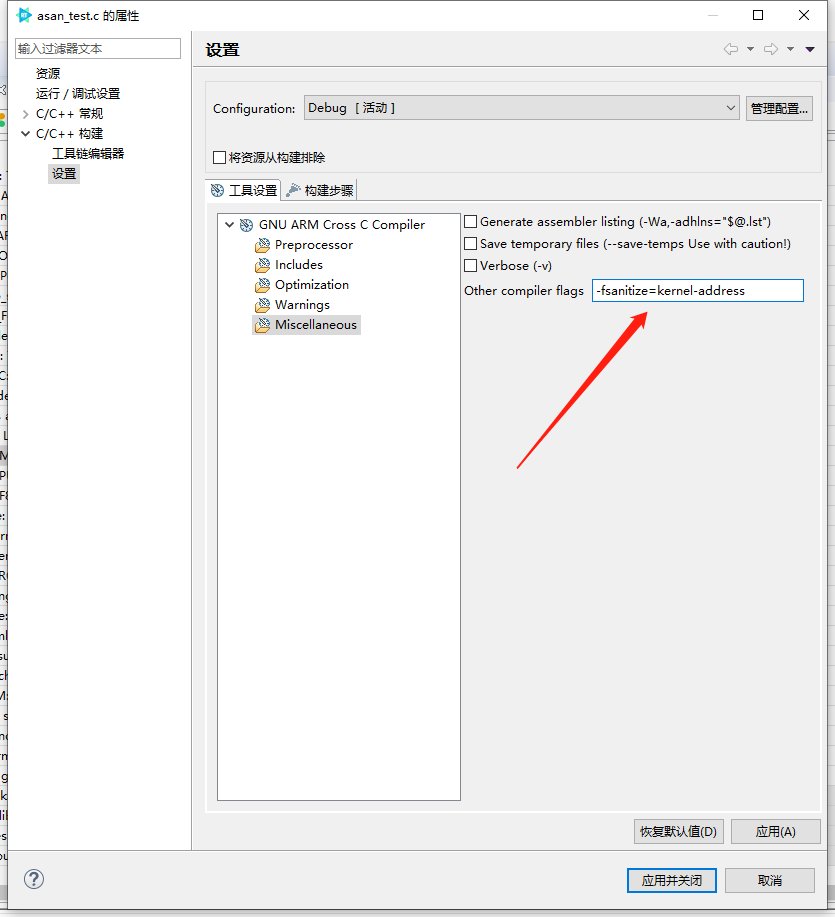 asan_test.c 的属性
输入过滤器文本
资源
运行 / 调试设置
C/C++ 常规
C/C++ 构建
工具链编辑器
设置
设置
Configuration:
Debug [ 活动 ]
管理配置...
将资源从构建排除
工具设置
构建步骤
GNU ARM Cross C Compiler
Preprocessor
Includes
Optimization
Warnings
Miscellaneous
Generate assembler listing (-Wa,-adhlns="$@.lst")
Save temporary files (--save-temps Use with caution!)
Verbose (-v)
Other compiler flags
-fsanitize=kernel-address
恢复默认值(D)
应用(A)
应用并关闭
取消